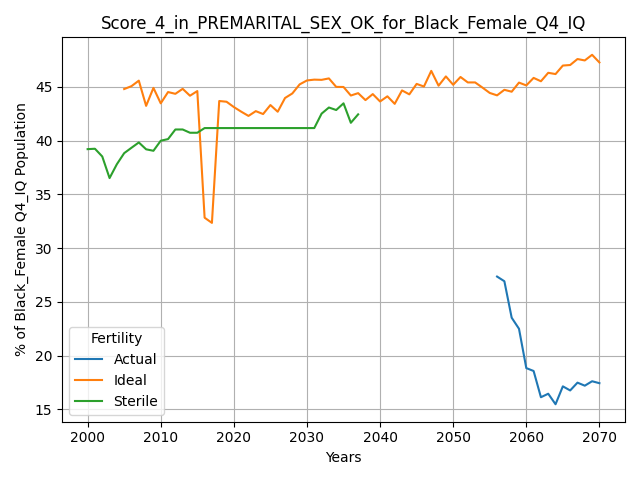 Score_4_in_PREMARITAL_SEX_OK_for_Black_Female_Q4_IQ
% of Black_Female Q4_IQ Population
45
40
35
30
25
20
15
Fertility
Actual
Ideal
Sterile
2000 2010 2020 2030 2040 2050 2060 2070
Years